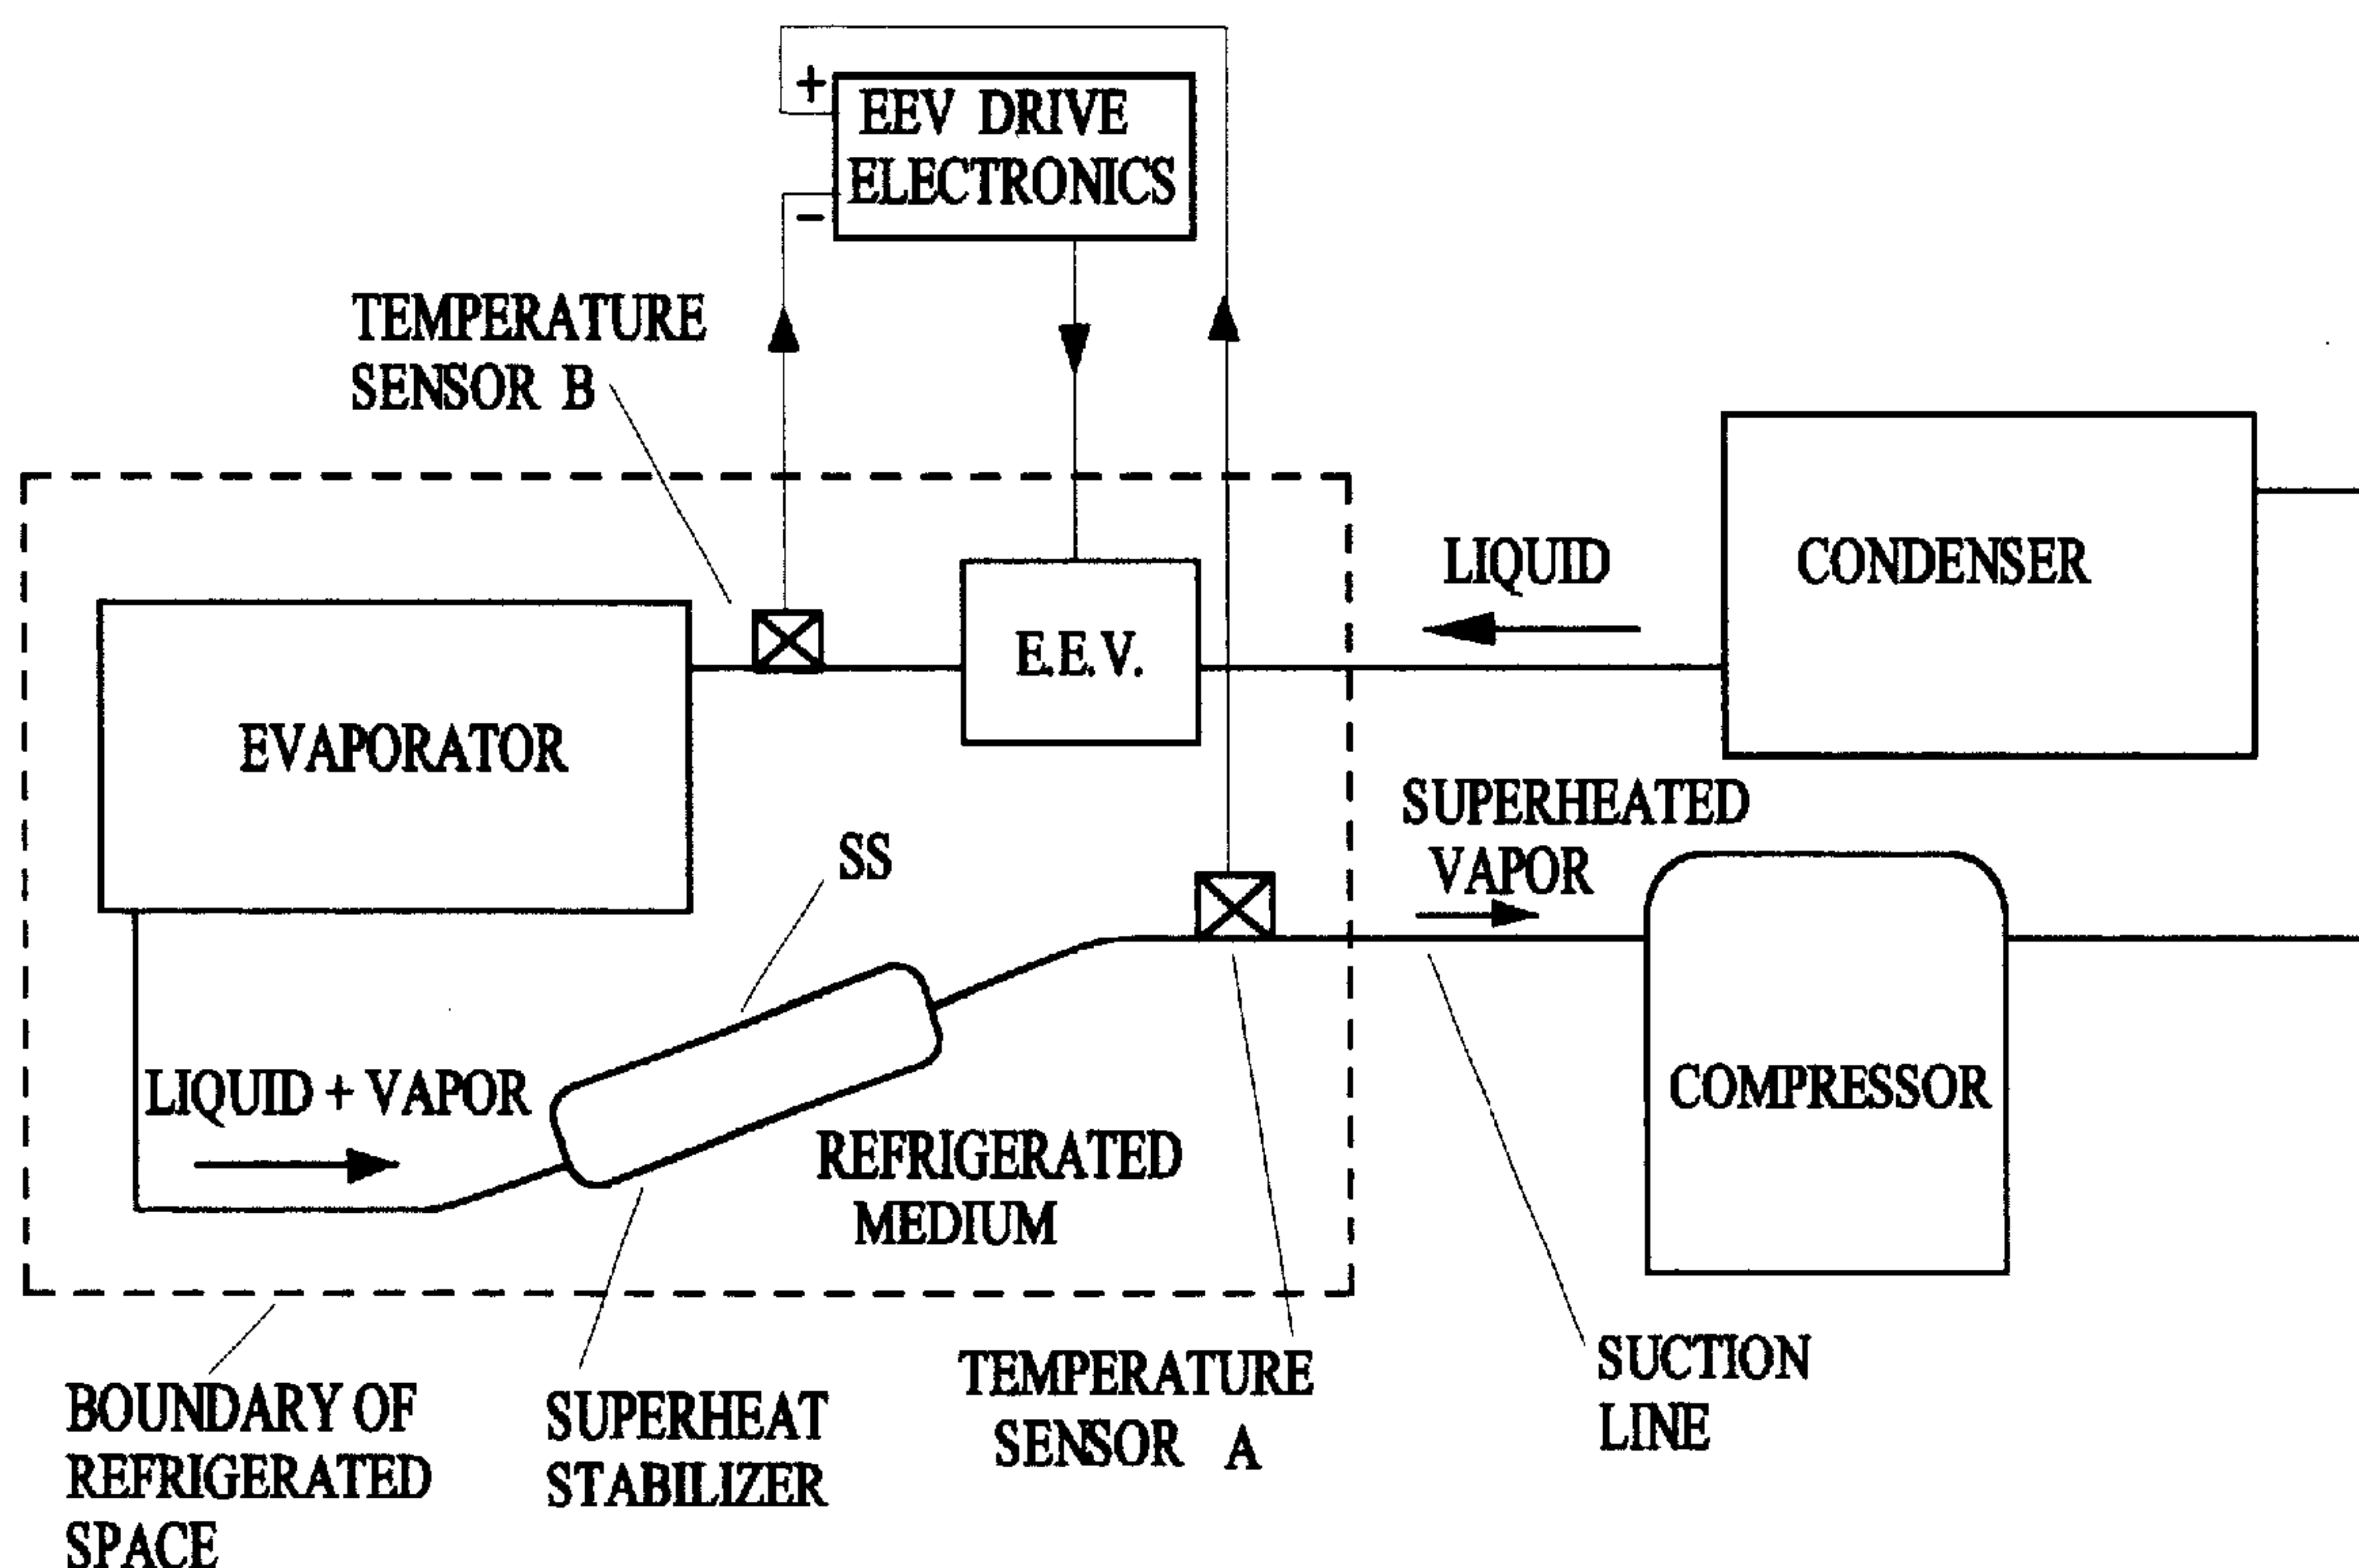 +
EEV DRIVE
ELECTRONICS
-
TEMPERATURE
SENSOR B
LIQUID
CONDENSER
E.E.V.
EVAPORATOR
SUPERHEATED
VAPOR
SS
LIQUID + VAPOR
COMPRESSOR
REFRIGERATED
MEDIUM
BOUNDARY OF
REFRIGERATED
SPACE
SUPERHEAT
STABILIZER
TEMPERATURE
SENSOR A
SUCTION
LINE